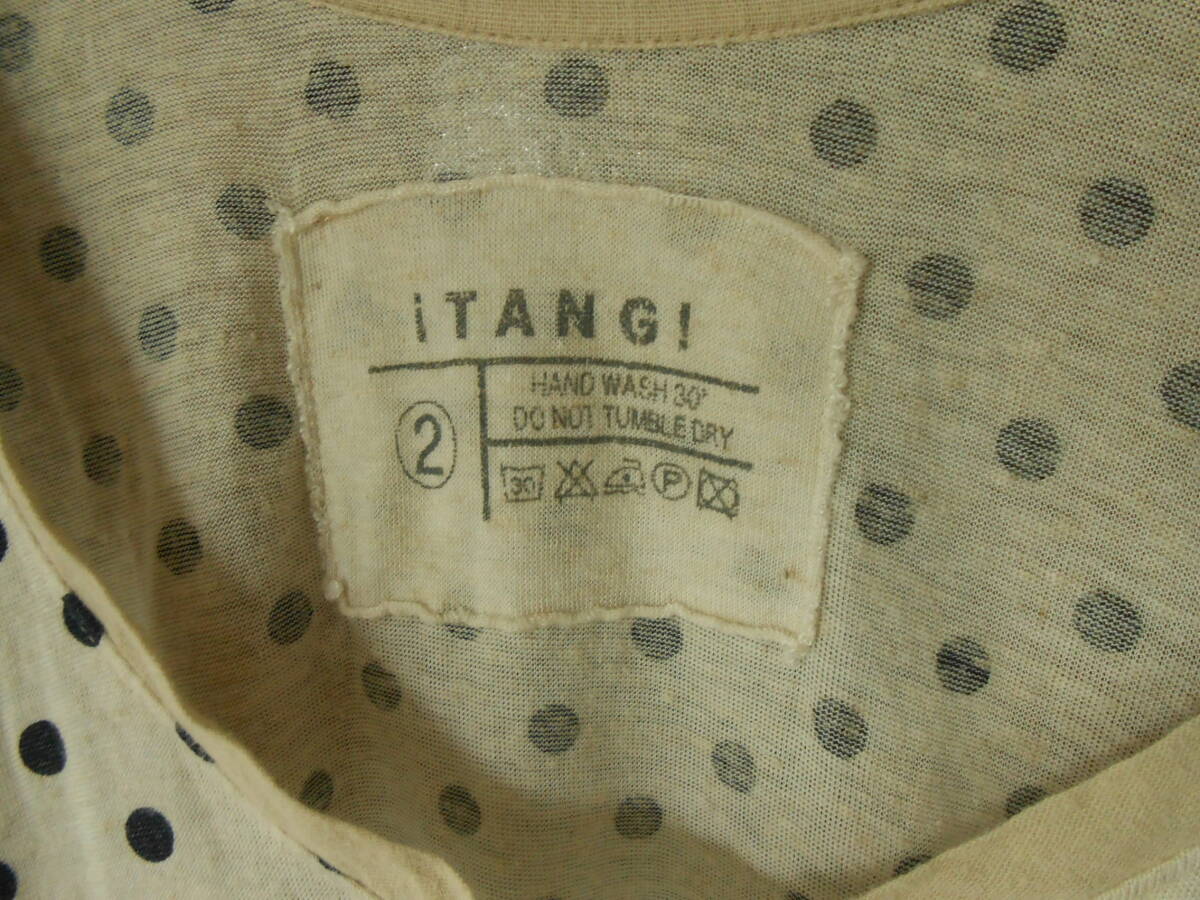 ¡TANG!
2
HAND WASH 30°
DO NOT TUMBLE DRY
30
P